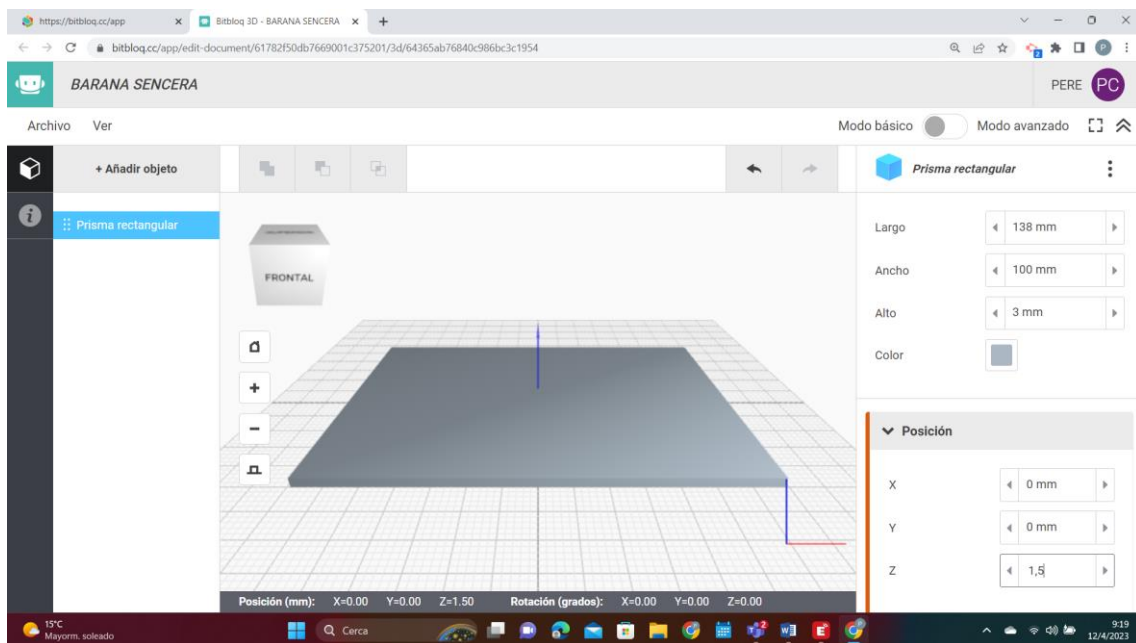 https://bitbloq.cc/app
Bitbloq 3D - BARANA SENCERA
bitbloq.cc/app/edit-document/61782f50db7669001c375201/3d/64365ab76840c986bc3c1954
BARANA SENCERA
PERE PC
Archivo Ver
Modo básico Modo avanzado
+ Añadir objeto
Prisma rectangular
Prisma rectangular
FRONTAL
Largo 138 mm
Ancho 100 mm
Alto 3 mm
Color
Posición
X 0 mm
Y 0 mm
Z 1,5
Posición (mm): X=0.00 Y=0.00 Z=1.50 Rotación (grados): X=0.00 Y=0.00 Z=0.00
15°C
Mayorm. soleado
Cerca
9:19
12/4/2023